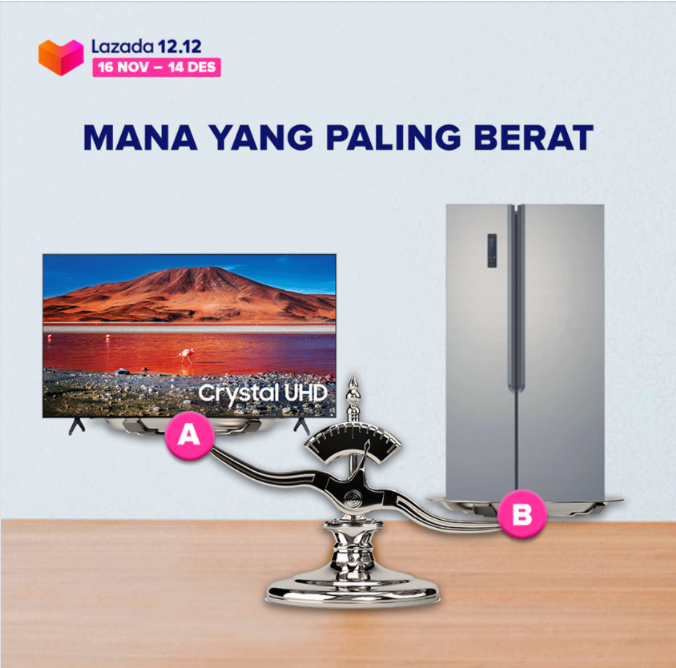 Lazada 12.12
16 NOV – 14 DES
MANA YANG PALING BERAT
Crystal UHD
A
B